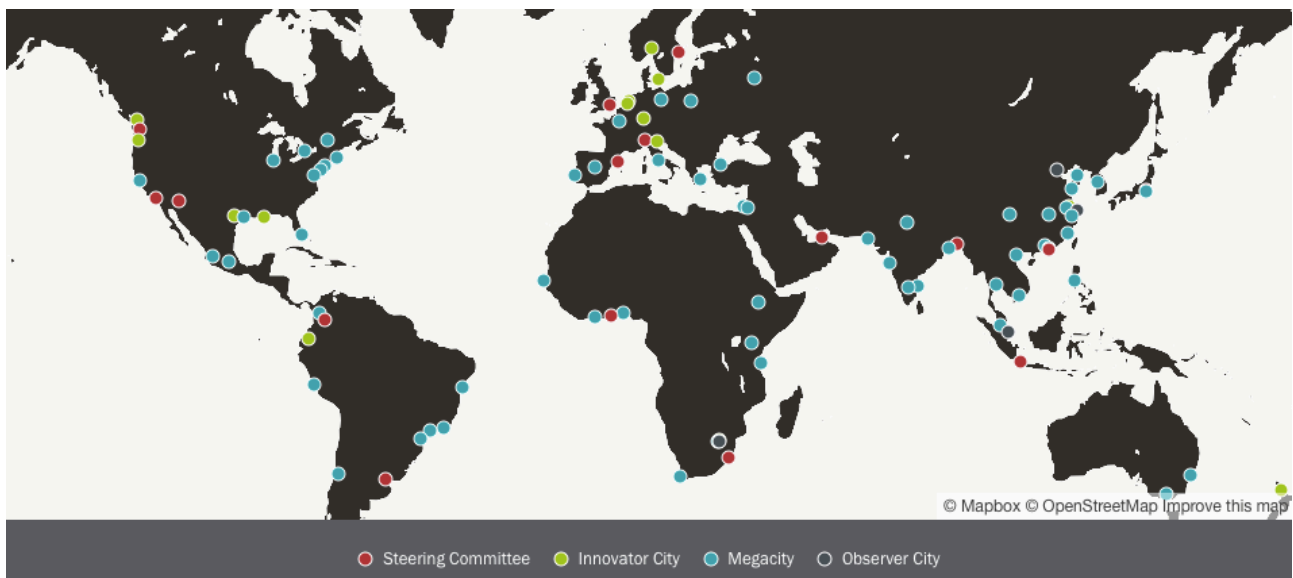 © Mapbox © OpenStreetMap Improve this map
Steering Committee Innovator City Megacity Observer City